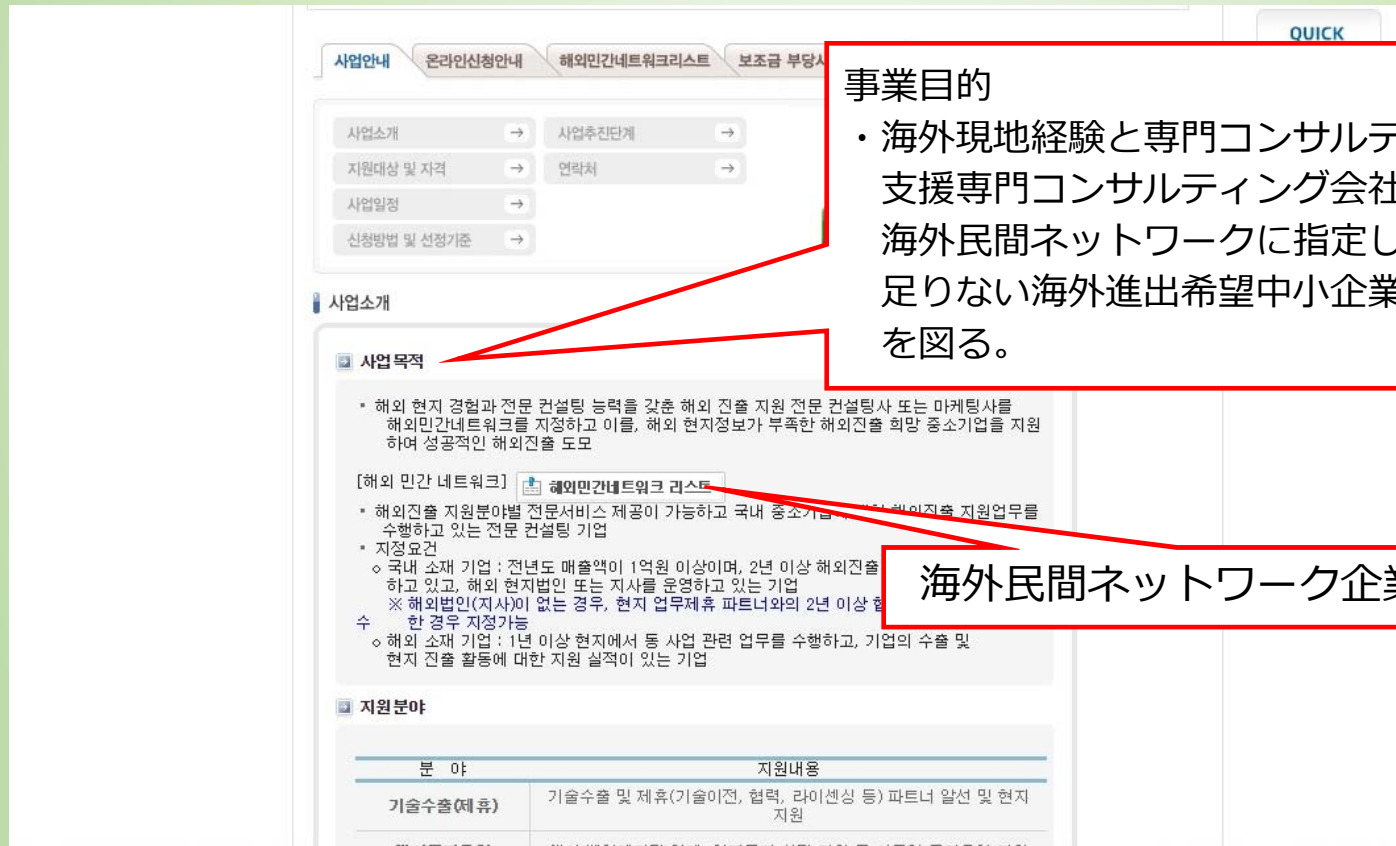 QUICK
사업안내 온라인신청안내 해외민간네트워크리스트 보조금 부당
사업소개 사업추진단계
지원대상 및 자격 연락처
사업일정
신청방법 및 선정기준
事業目的
・海外現地経験と専門コンサルテ
支援専門コンサルティング会社
海外民間ネットワークに指定し
足りない海外進出希望中小企業
を図る。
사업소개
사업목적
해외 현지 경험과 전문 컨설팅 능력을 갖춘 해외 진출 지원 전문 컨설팅사 또는 마케팅사를
해외민간네트워크를 지정하고 이를, 해외 현지정보가 부족한 해외진출 희망 중소기업을 지원
하여 성공적인 해외진출 도모
[해외 민간 네트워크] 해외민간네트워크 리스트
해외진출 지원분야별 전문서비스 제공이 가능하고 국내 중소기업 해외진출 지원업무를
수행하고 있는 전문 컨설팅 기업
지정요건
국내 소재 기업 : 전년도 매출액이 1억원 이상이며, 2년 이상 해외진출
하고 있고, 해외 현지법인 또는 지사를 운영하고 있는 기업
※ 해외법인(지사)이 없는 경우, 현지 업무제휴 파트너와의 2년 이상
수 한 경우 지정가능
해외 소재 기업 : 1년 이상 현지에서 동 사업 관련 업무를 수행하고, 기업의 수출 및
현지 진출 활동에 대한 지원 실적이 있는 기업
海外民間ネットワーク企業
지원분야
분 야 지원내용
기술수출(제휴) 기술수출 및 제휴(기술이전, 협력, 라이센싱 등) 파트너 알선 및 현지
지원